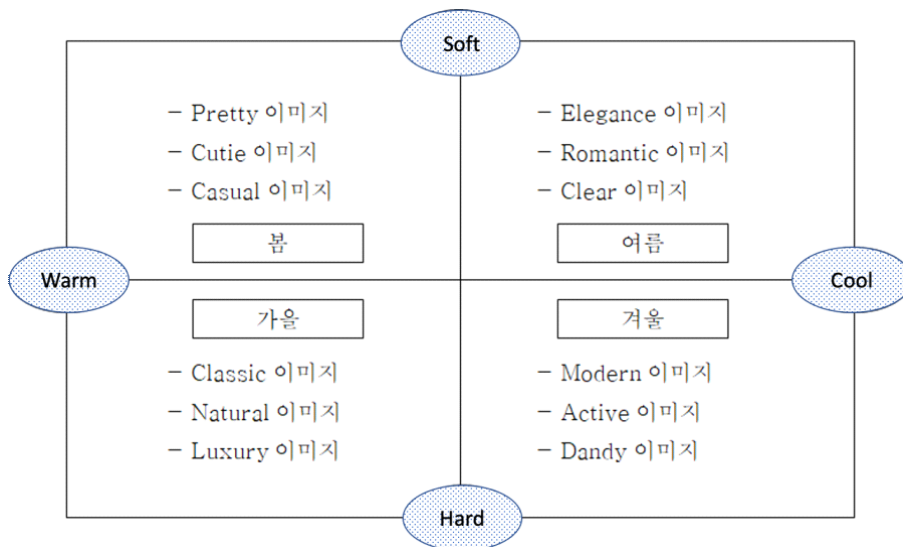 Soft
- Pretty 이미지
- Cutie 이미지
- Casual 이미지
봄
- Elegance 이미지
- Romantic 이미지
- Clear 이미지
여름
Warm
Cool
가을
- Classic 이미지
- Natural 이미지
- Luxury 이미지
겨울
- Modern 이미지
- Active 이미지
- Dandy 이미지
Hard